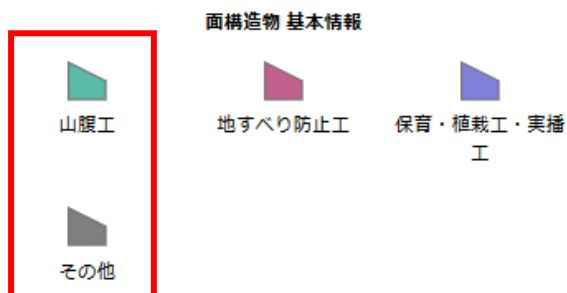 面構造物 基本情報
山腹工
地すべり防止工
保育・植栽工・実播
工
その他